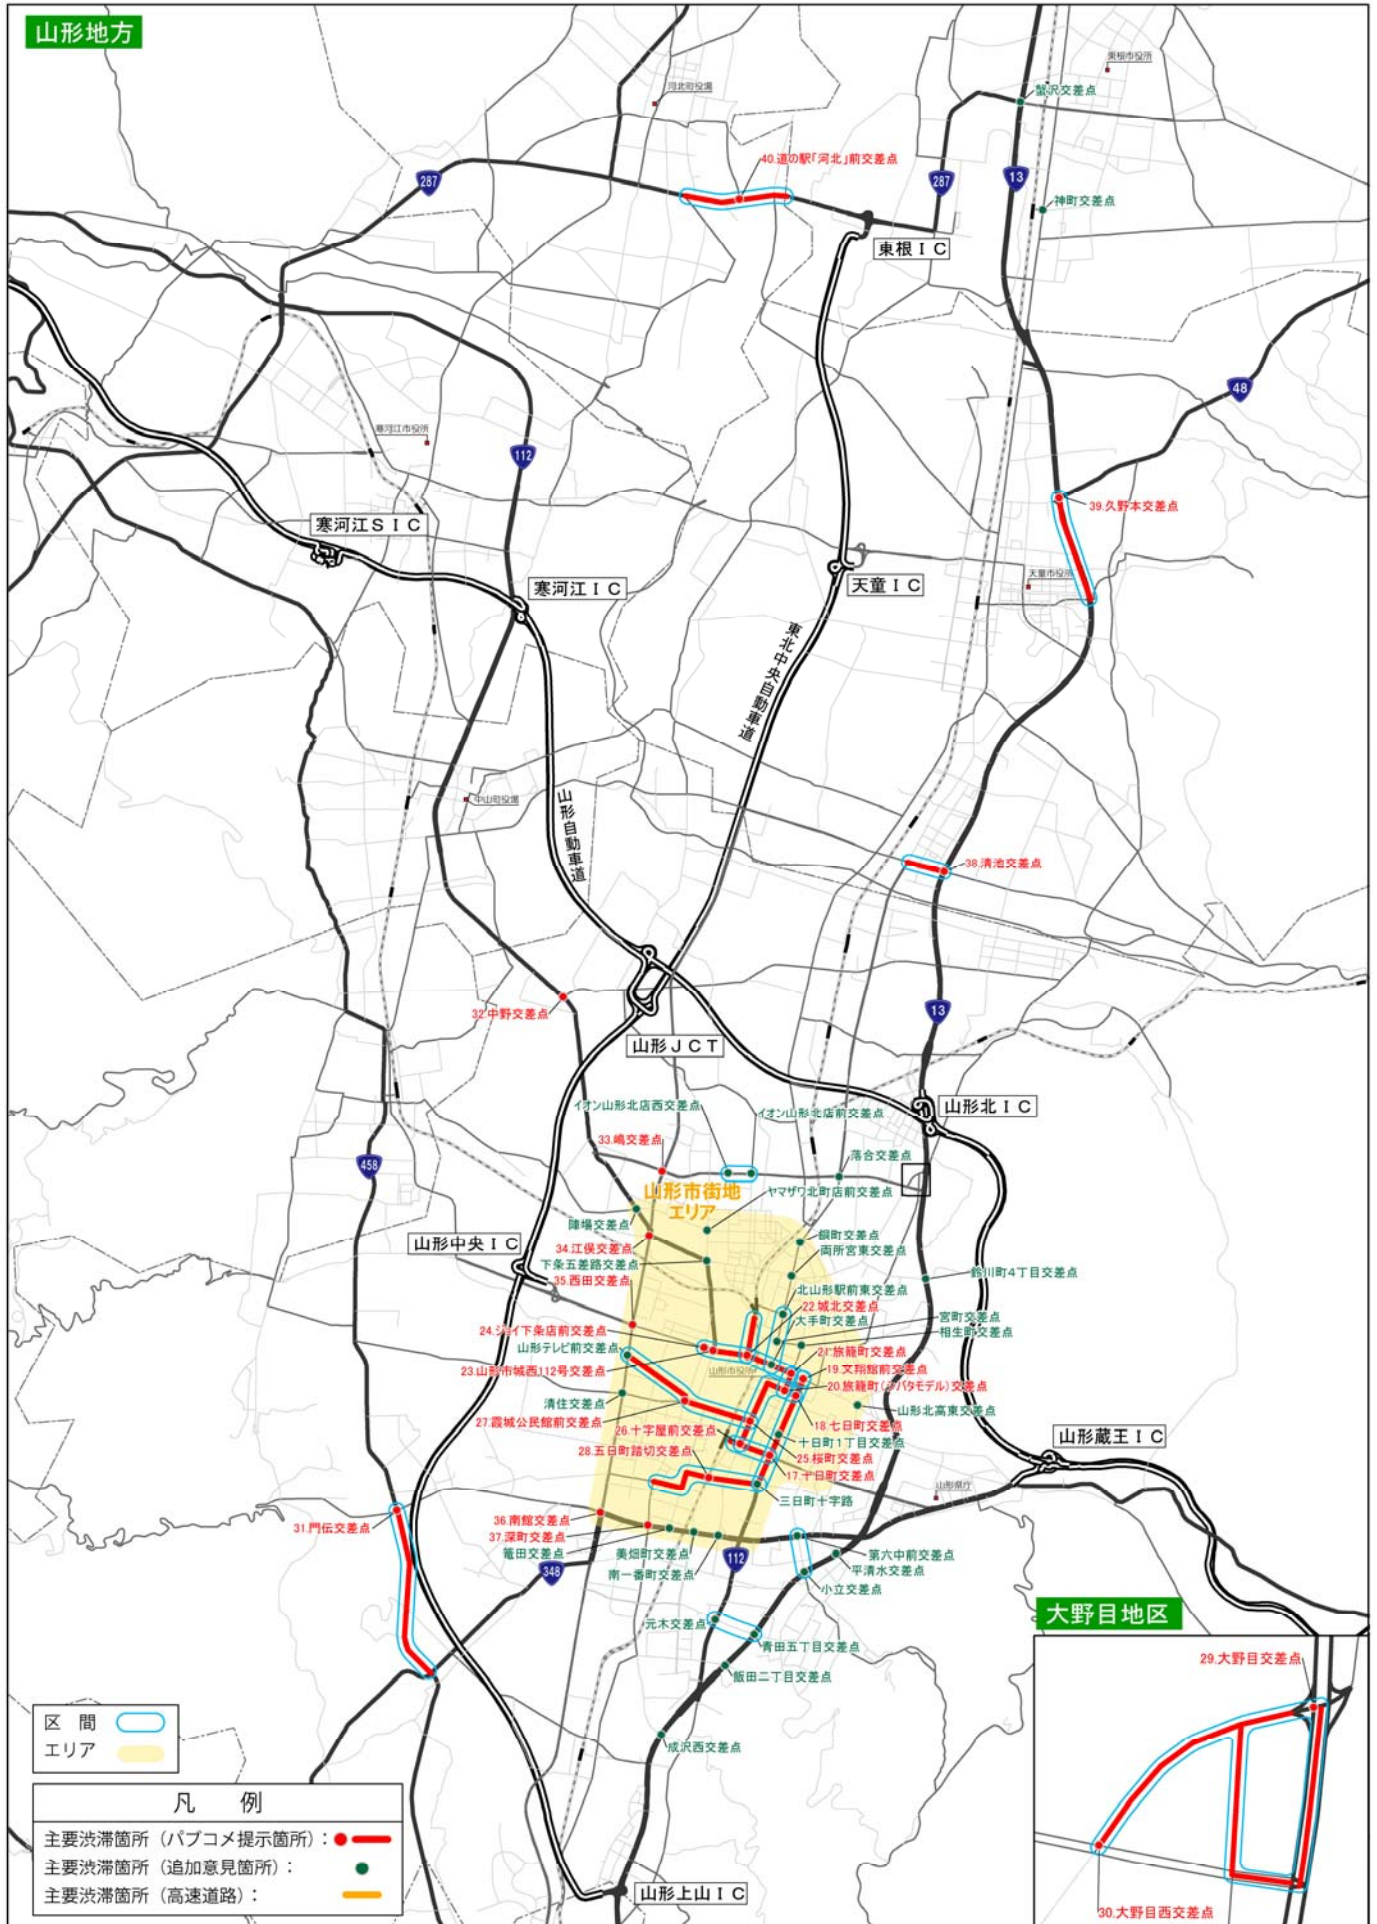 山形地方
東根市役所
河北町役場
蟹沢交差点
40.道の駅「河北」前交差点
287
287
13
神町交差点
東根IC
48
寒河江市役所
112
39.久野本交差点
寒河江SIC
天童市役所
寒河江IC
天童IC
東北中央自動車道
中山町役場
山形自動車道
38.清池交差点
32.中野交差点
13
山形JCT
イオン山形北店西交差点
イオン山形北店前交差点
山形北IC
33.嶋交差点
落合交差点
458
山形市街地
エリア
ヤマザワ北町店前交差点
陣場交差点
山形中央IC
34.江俣交差点
銅町交差点
両所宮東交差点
下条五差路交差点
鈴川町4丁目交差点
35.西田交差点
北山形駅前東交差点
22.城北交差点
大手町交差点
宮町交差点
24.ジョイ下条店前交差点
相生町交差点
山形テレビ前交差点
21.旅籠町交差点
23.山形市城西112号交差点
山形市役所
19.文翔館前交差点
20.旅籠町(シバタモデル)交差点
清住交差点
山形北高東交差点
27.霞城公民館前交差点
18.七日町交差点
26.十字屋前交差点
十日町1丁目交差点
山形蔵王IC
28.五日町踏切交差点
25.桜町交差点
17.十日町交差点
山形県庁
三日町十字路
31.門伝交差点
36.南館交差点
37.深町交差点
篭田交差点
美畑町交差点
南一番町交差点
112
第六中前交差点
平清水交差点
348
小立交差点
元木交差点
青田五丁目交差点
飯田二丁目交差点
成沢西交差点
大野目地区
29.大野目交差点
30.大野目西交差点
区 間
エリア
凡 例
主要渋滞箇所(パブコメ提示箇所):
主要渋滞箇所(追加意見箇所):
主要渋滞箇所(高速道路):
山形上山IC